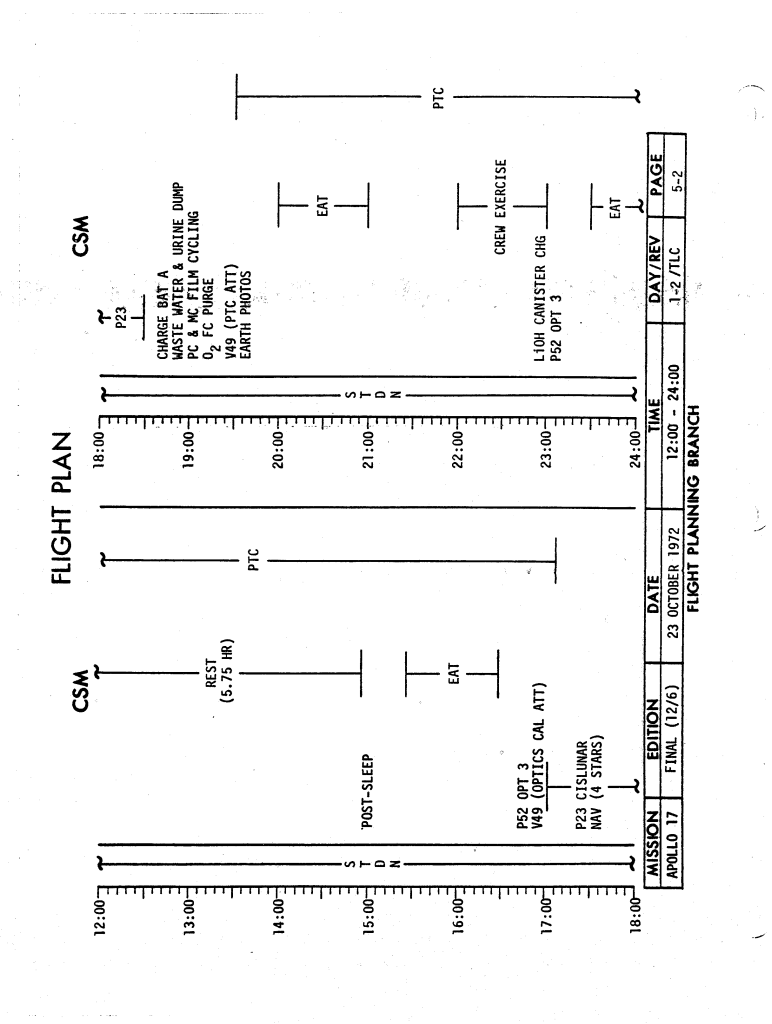 FLIGHT PLAN
CSM
12:00
13:00
14:00
15:00
16:00
17:00
18:00
S
T
D
N
REST
(5.75 HR)
PTC
POST-SLEEP
EAT
P52 OPT 3
V49 (OPTICS CAL ATT)
P23 CISLUNAR
NAV (4 STARS)
CSM
18:00
19:00
20:00
21:00
22:00
23:00
24:00
S
T
D
N
P23
CHARGE BAT A
WASTE WATER & URINE DUMP
PC & MC FILM CYCLING
O2 FC PURGE
V49 (PTC ATT)
EARTH PHOTOS
PTC
EAT
CREW EXERCISE
LiOH CANISTER CHG
P52 OPT 3
EAT
MISSION EDITION DATE TIME DAY/REV PAGE
APOLLO 17 FINAL (12/6) 23 OCTOBER 1972 12:00 - 24:00 1-2/TLC 5-2
FLIGHT PLANNING BRANCH